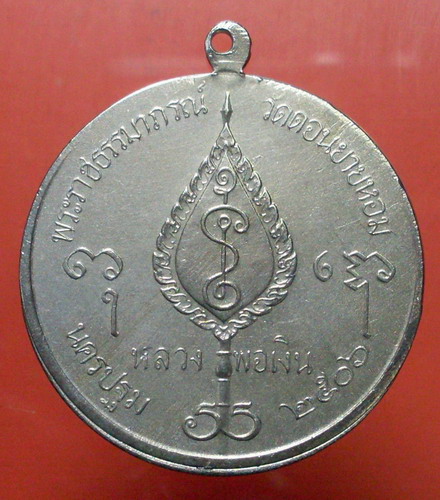 พระราชธรรมาภรณ์ วัดดอนยายหอม
หลวง พ่อเงิน
นครปฐม ๒๕๐๖